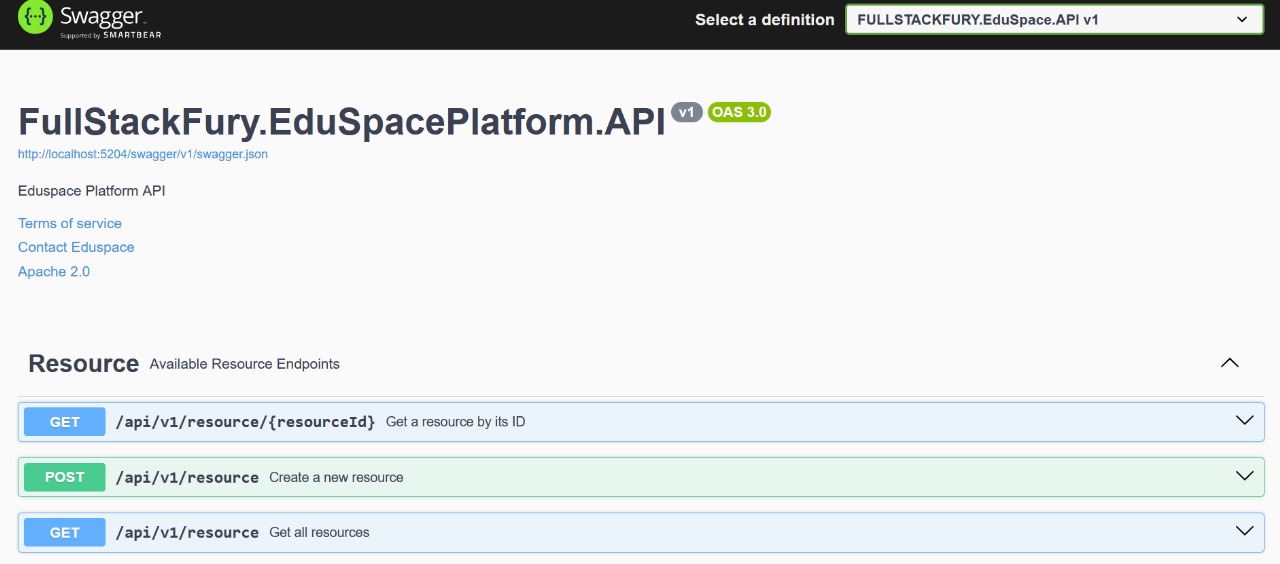 {···} Swagger
Supported by SMARTBEAR
Select a definition
FULLSTACKFURY.EduSpace.API v1
FullStackFury.EduSpacePlatform.API v1 OAS 3.0
http://localhost:5204/swagger/v1/swagger.json
Eduspace Platform API
Terms of service
Contact Eduspace
Apache 2.0
Resource Available Resource Endpoints
GET /api/v1/resource/{resourceId} Get a resource by its ID
POST /api/v1/resource Create a new resource
GET /api/v1/resource Get all resources